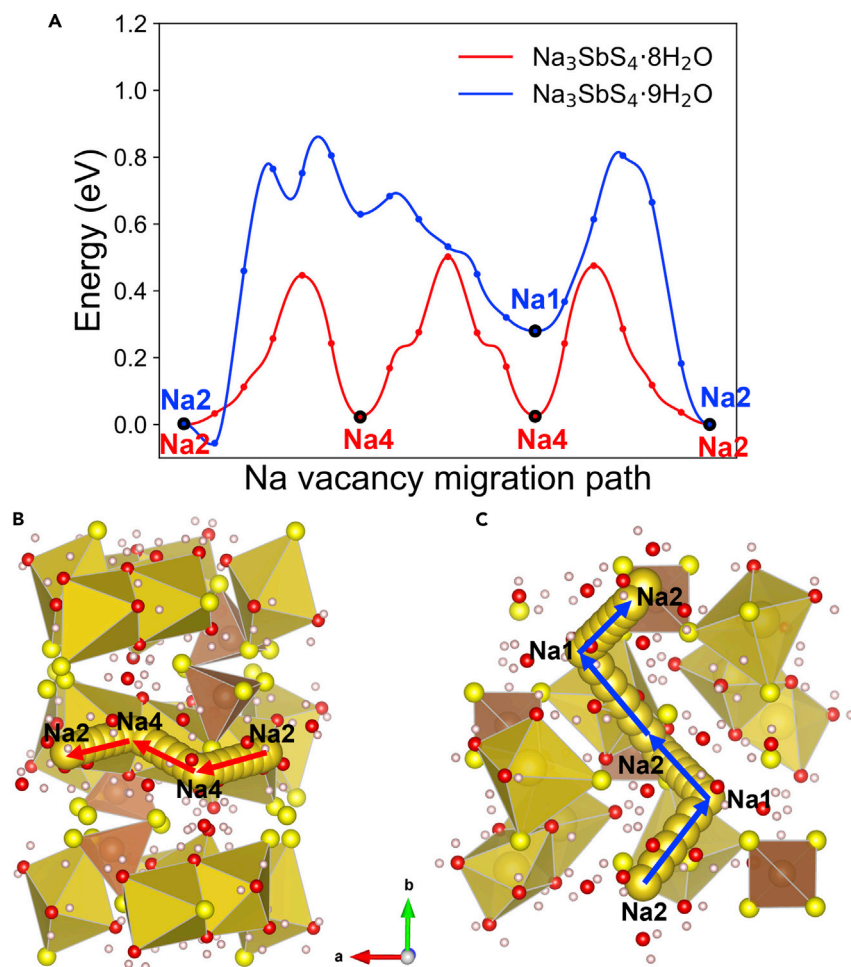 A
1.2
1.0
0.8
0.6
0.4
0.2
0.0
Energy (eV)
Na₃SbS₄·8H₂O
Na₃SbS₄·9H₂O
Na2
Na2
Na4
Na1
Na4
Na2
Na2
Na vacancy migration path
B
Na2
Na4
Na4
Na2
b
a
C
Na2
Na1
Na2
Na1
Na2